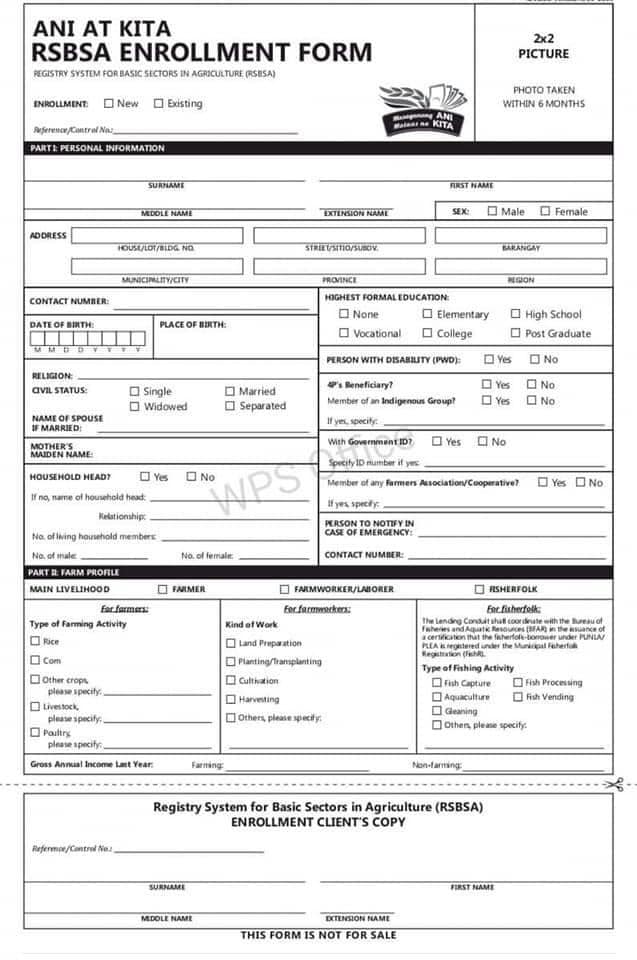 ANI AT KITA
RSBSA ENROLLMENT FORM
REGISTRY SYSTEM FOR BASIC SECTORS IN AGRICULTURE (RSBSA)
ENROLLMENT: New Existing
Reference/Control No.:
Masaganang ANI
Mataas na KITA
2x2
PICTURE
PHOTO TAKEN
WITHIN 6 MONTHS
PART I: PERSONAL INFORMATION
SURNAME FIRST NAME
MIDDLE NAME EXTENSION NAME SEX: Male Female
ADDRESS
HOUSE/LOT/BLDG. NO. STREET/SITIO/SUBDV. BARANGAY
MUNICIPALITY/CITY PROVINCE REGION
CONTACT NUMBER:
DATE OF BIRTH: PLACE OF BIRTH:
M M D D Y Y Y Y
RELIGION:
CIVIL STATUS: Single Married
Widowed Separated
NAME OF SPOUSE
IF MARRIED:
MOTHER'S
MAIDEN NAME:
HOUSEHOLD HEAD? Yes No
If no, name of household head:
Relationship:
No. of living household members:
No. of male: No. of female:
HIGHEST FORMAL EDUCATION:
None Elementary High School
Vocational College Post Graduate
PERSON WITH DISABILITY (PWD): Yes No
4P's Beneficiary? Yes No
Member of an Indigenous Group? Yes No
If yes, specify:
With Government ID? Yes No
Specify ID number if yes:
Member of any Farmers Association/Cooperative? Yes No
If yes, specify:
PERSON TO NOTIFY IN
CASE OF EMERGENCY:
CONTACT NUMBER:
WPS Office
PART II: FARM PROFILE
MAIN LIVELIHOOD FARMER FARMWORKER/LABORER FISHERFOLK
For farmers:
Type of Farming Activity
Rice
Corn
Other crops,
please specify:
Livestock,
please specify:
Poultry,
please specify:
For farmworkers:
Kind of Work
Land Preparation
Planting/Transplanting
Cultivation
Harvesting
Others, please specify:
For fisherfolk:
The Lending Conduit shall coordinate with the Bureau of
Fisheries and Aquatic Resources (BFAR) in the issuance of
a certification that the fisherfolk-borrower under PUNLA/
PLEA is registered under the Municipal Fisherfolk
Registration (FishR).
Type of Fishing Activity
Fish Capture Fish Processing
Aquaculture Fish Vending
Gleaning
Others, please specify:
Gross Annual Income Last Year: Farming: Non-farming:
Registry System for Basic Sectors in Agriculture (RSBSA)
ENROLLMENT CLIENT'S COPY
Reference/Control No.:
SURNAME FIRST NAME
MIDDLE NAME EXTENSION NAME
THIS FORM IS NOT FOR SALE